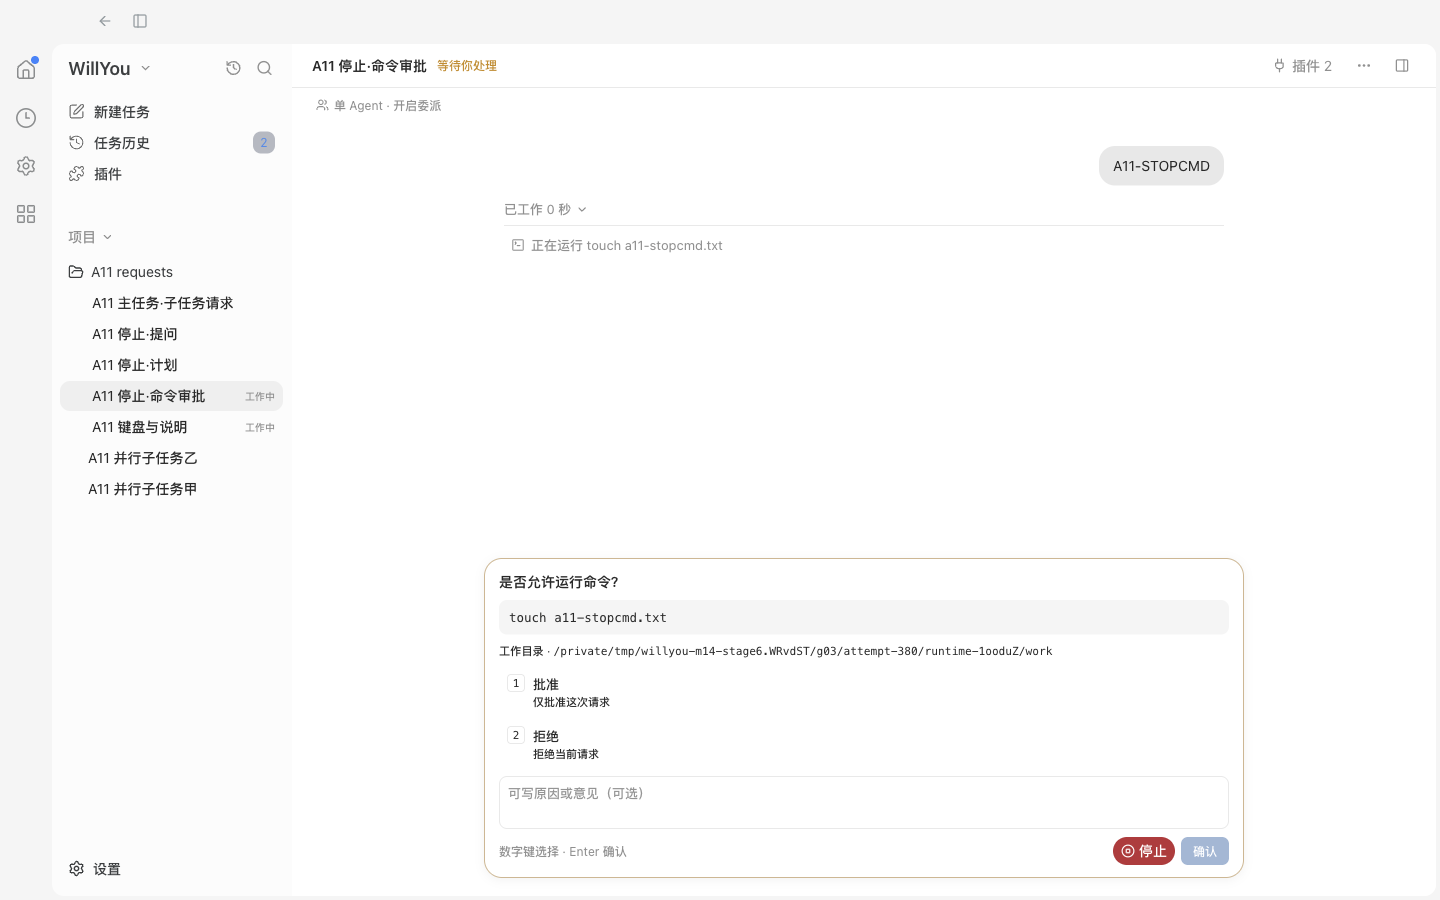 WillYou
新建任务
任务历史 2
插件
项目
A11 requests
A11 主任务·子任务请求
A11 停止·提问
A11 停止·计划
A11 停止·命令审批 工作中
A11 键盘与说明 工作中
A11 并行子任务乙
A11 并行子任务甲
设置
A11 停止·命令审批 等待你处理
插件 2
单 Agent · 开启委派
A11-STOPCMD
已工作 0 秒
正在运行 touch a11-stopcmd.txt
是否允许运行命令？
touch a11-stopcmd.txt
工作目录 · /private/tmp/willyou-m14-stage6.WRvdST/g03/attempt-380/runtime-1ooduZ/work
1 批准
仅批准这次请求
2 拒绝
拒绝当前请求
可写原因或意见（可选）
数字键选择 · Enter 确认
停止
确认